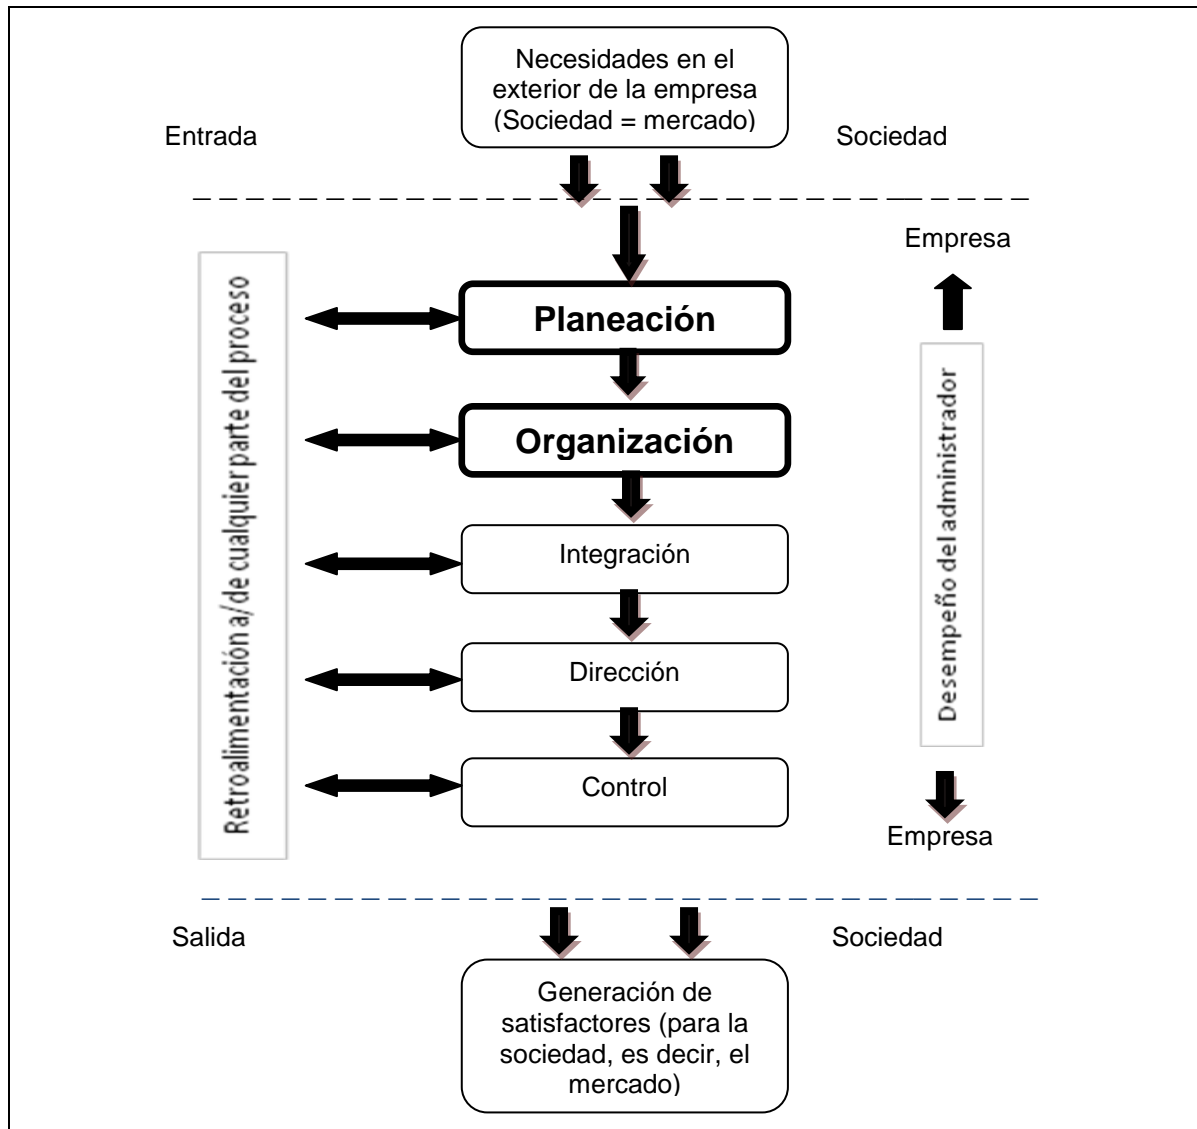 Necesidades en el
exterior de la empresa
(Sociedad = mercado)
Entrada
Sociedad
Empresa
Retroalimentación a/de cualquier parte del proceso
Planeación
Organización
Integración
Dirección
Control
Desempeño del administrador
Empresa
Salida
Sociedad
Generación de
satisfactores (para la
sociedad, es decir, el
mercado)